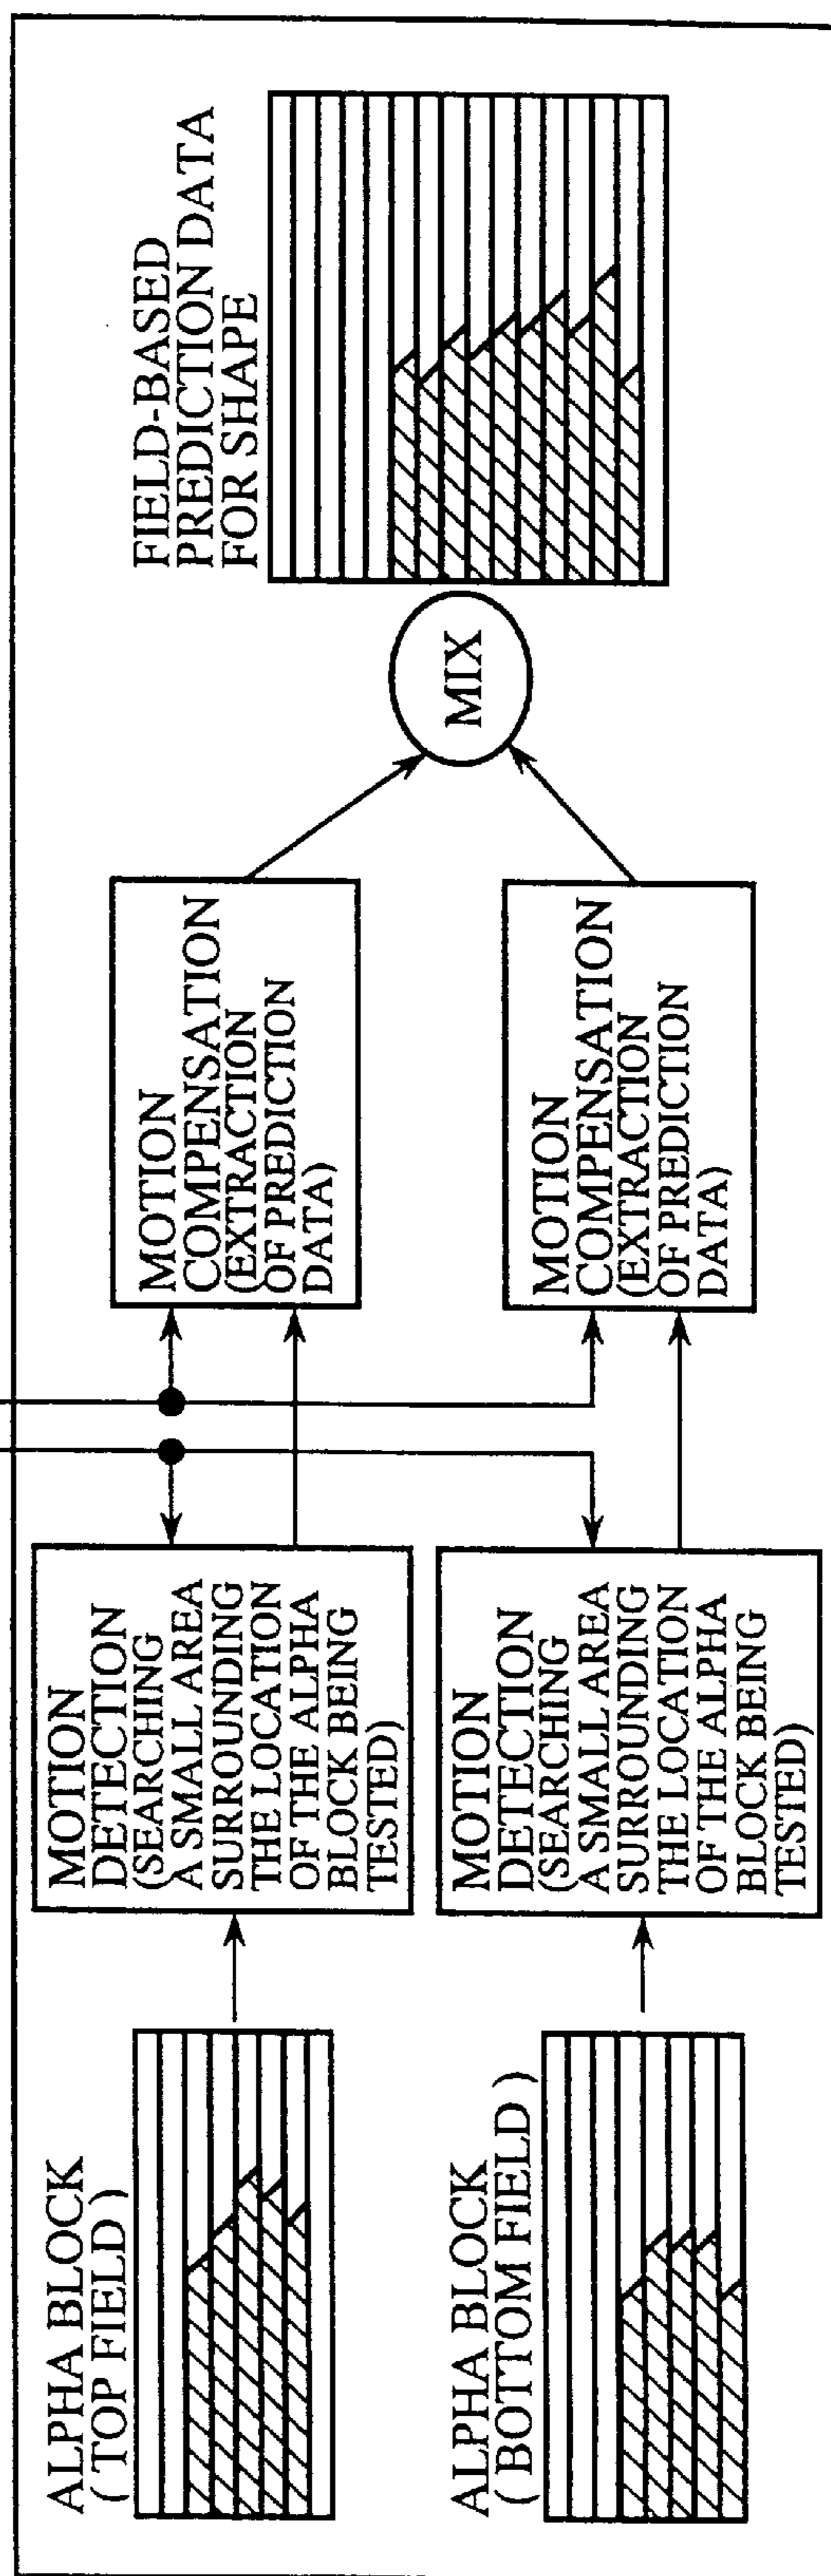 ALPHA BLOCK
( TOP FIELD )
MOTION
DETECTION
(SEARCHING
A SMALL AREA
SURROUNDING
THE LOCATION
OF THE ALPHA
BLOCK BEING
TESTED)
MOTION
COMPENSATION
(EXTRACTION
OF PREDICTION
DATA)
FIELD-BASED
PREDICTION DATA
FOR SHAPE
MIX
ALPHA BLOCK
( BOTTOM FIELD )
MOTION
DETECTION
(SEARCHING
A SMALL AREA
SURROUNDING
THE LOCATION
OF THE ALPHA
BLOCK BEING
TESTED)
MOTION
COMPENSATION
(EXTRACTION
OF PREDICTION
DATA)